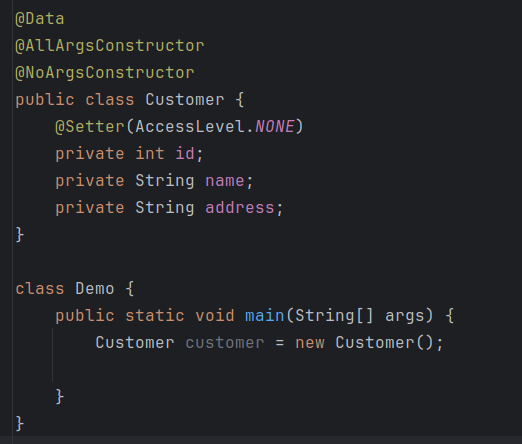 @Data
@AllArgsConstructor
@NoArgsConstructor
public class Customer {
    @Setter(AccessLevel.NONE)
    private int id;
    private String name;
    private String address;
}

class Demo {
    public static void main(String[] args) {
        Customer customer = new Customer();

    }
}